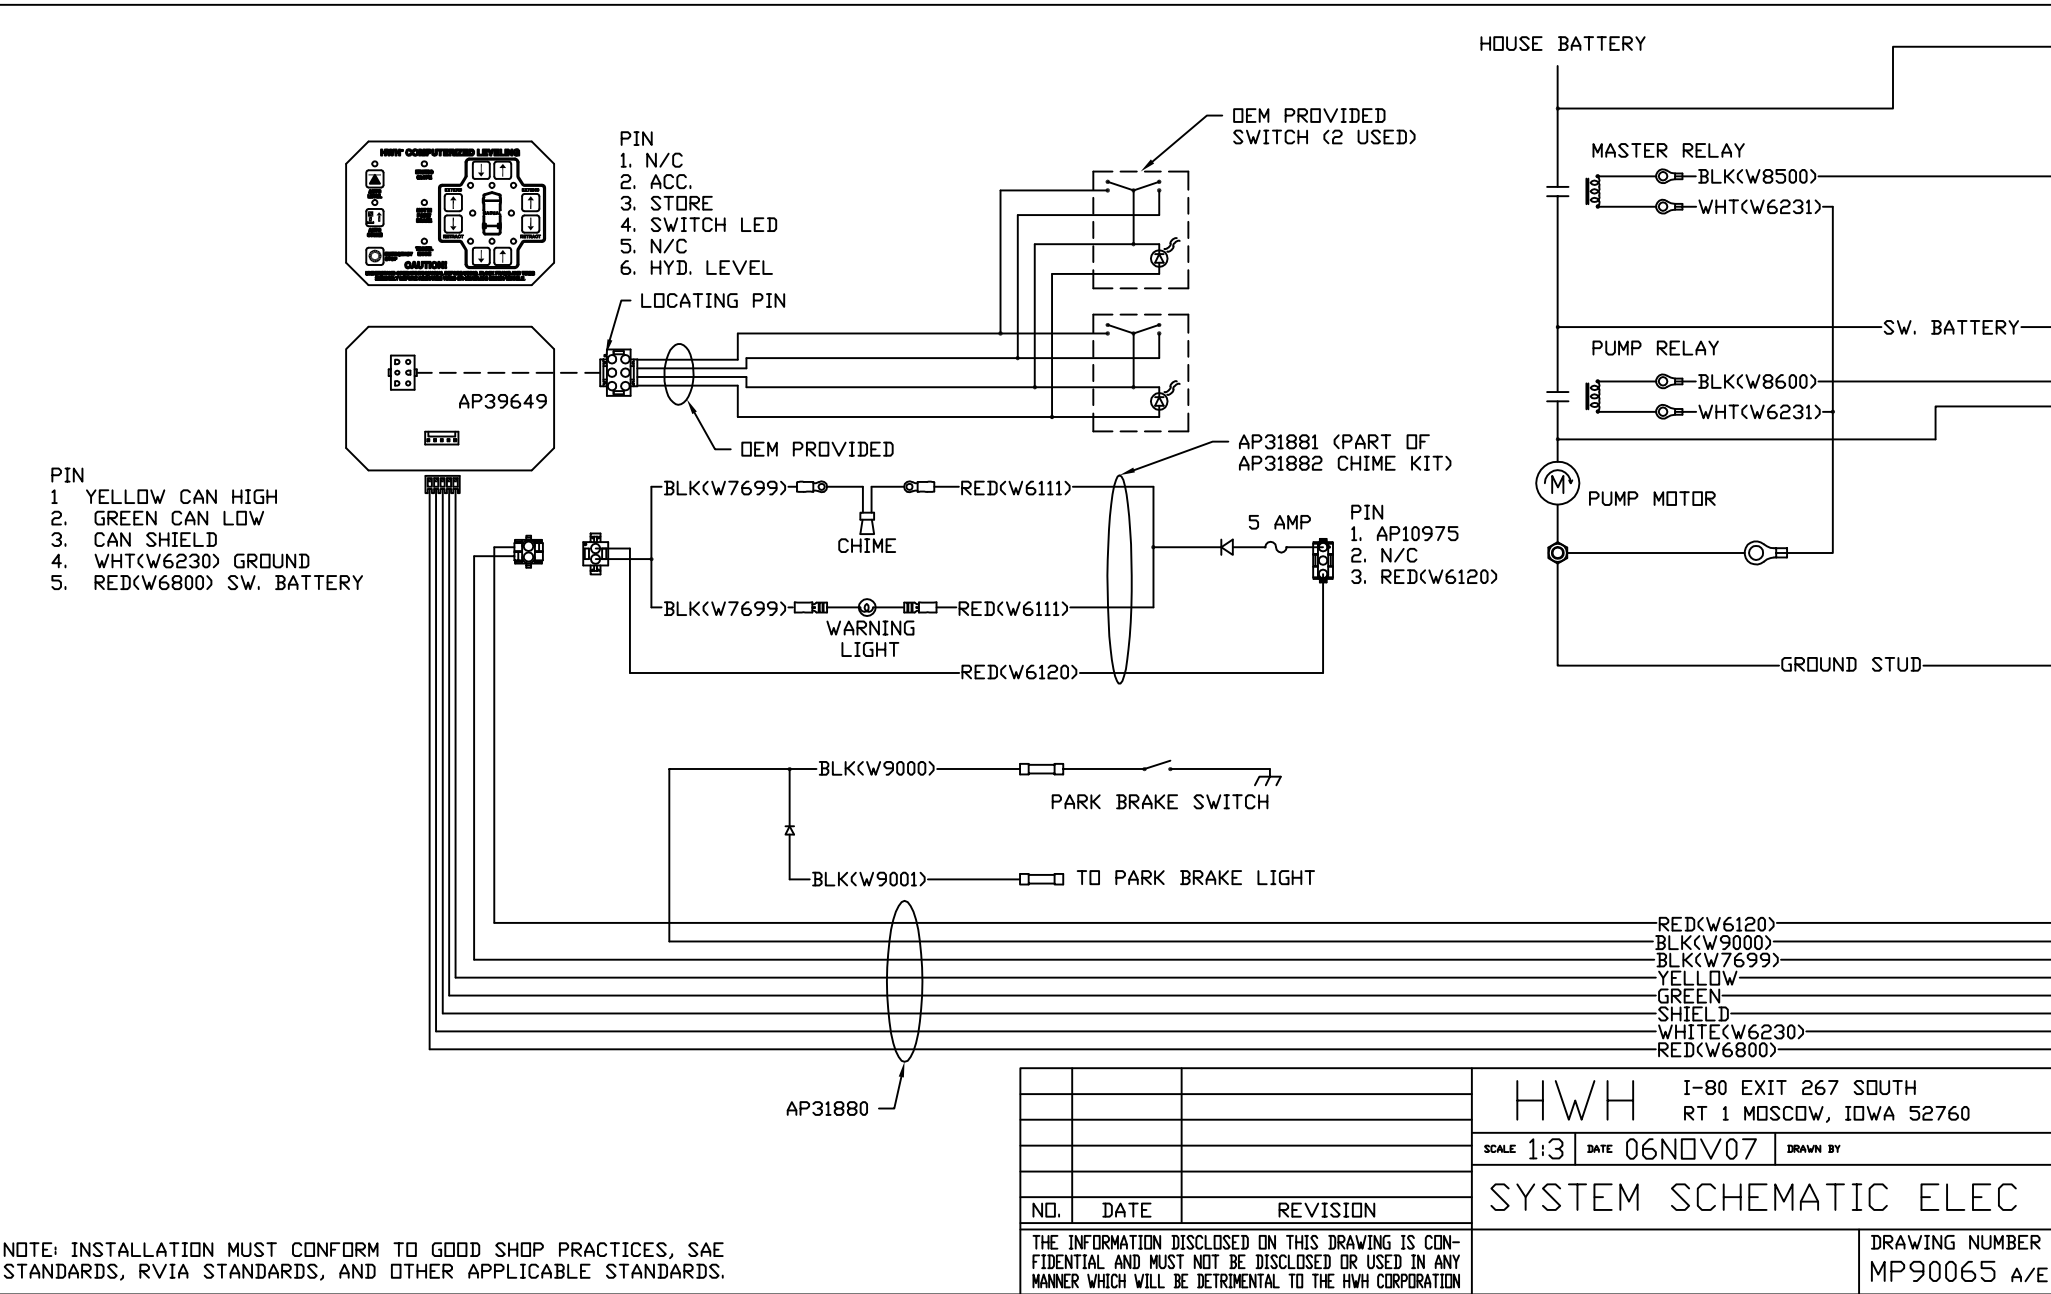 HOUSE BATTERY
OEM PROVIDED
SWITCH (2 USED)
HWH COMPUTERIZED LEVELING
CAUTION!
PIN
1. N/C
2. ACC.
3. STORE
4. SWITCH LED
5. N/C
6. HYD. LEVEL
LOCATING PIN
MASTER RELAY
BLK(W8500)
WHT(W6231)
SW. BATTERY
PUMP RELAY
BLK(W8600)
WHT(W6231)
AP39649
OEM PROVIDED
AP31881 (PART OF
AP31882 CHIME KIT)
M
PUMP MOTOR
PIN
1 YELLOW CAN HIGH
2. GREEN CAN LOW
3. CAN SHIELD
4. WHT(W6230) GROUND
5. RED(W6800) SW. BATTERY
BLK(W7699)
RED(W6111)
CHIME
5 AMP
PIN
1. AP10975
2. N/C
3. RED(W6120)
BLK(W7699)
RED(W6111)
WARNING
LIGHT
RED(W6120)
GROUND STUD
BLK(W9000)
PARK BRAKE SWITCH
BLK(W9001)
TO PARK BRAKE LIGHT
RED(W6120)
BLK(W9000)
BLK(W7699)
YELLOW
GREEN
SHIELD
WHITE(W6230)
RED(W6800)
AP31880
HWH
I-80 EXIT 267 SOUTH
RT 1 MOSCOW, IOWA 52760
SCALE 1:3 DATE 06NOV07 DRAWN BY
SYSTEM SCHEMATIC ELEC
NO. DATE REVISION
THE INFORMATION DISCLOSED ON THIS DRAWING IS CON-
FIDENTIAL AND MUST NOT BE DISCLOSED OR USED IN ANY
MANNER WHICH WILL BE DETRIMENTAL TO THE HWH CORPORATION
DRAWING NUMBER
MP90065 A/E
NOTE: INSTALLATION MUST CONFORM TO GOOD SHOP PRACTICES, SAE
STANDARDS, RVIA STANDARDS, AND OTHER APPLICABLE STANDARDS.